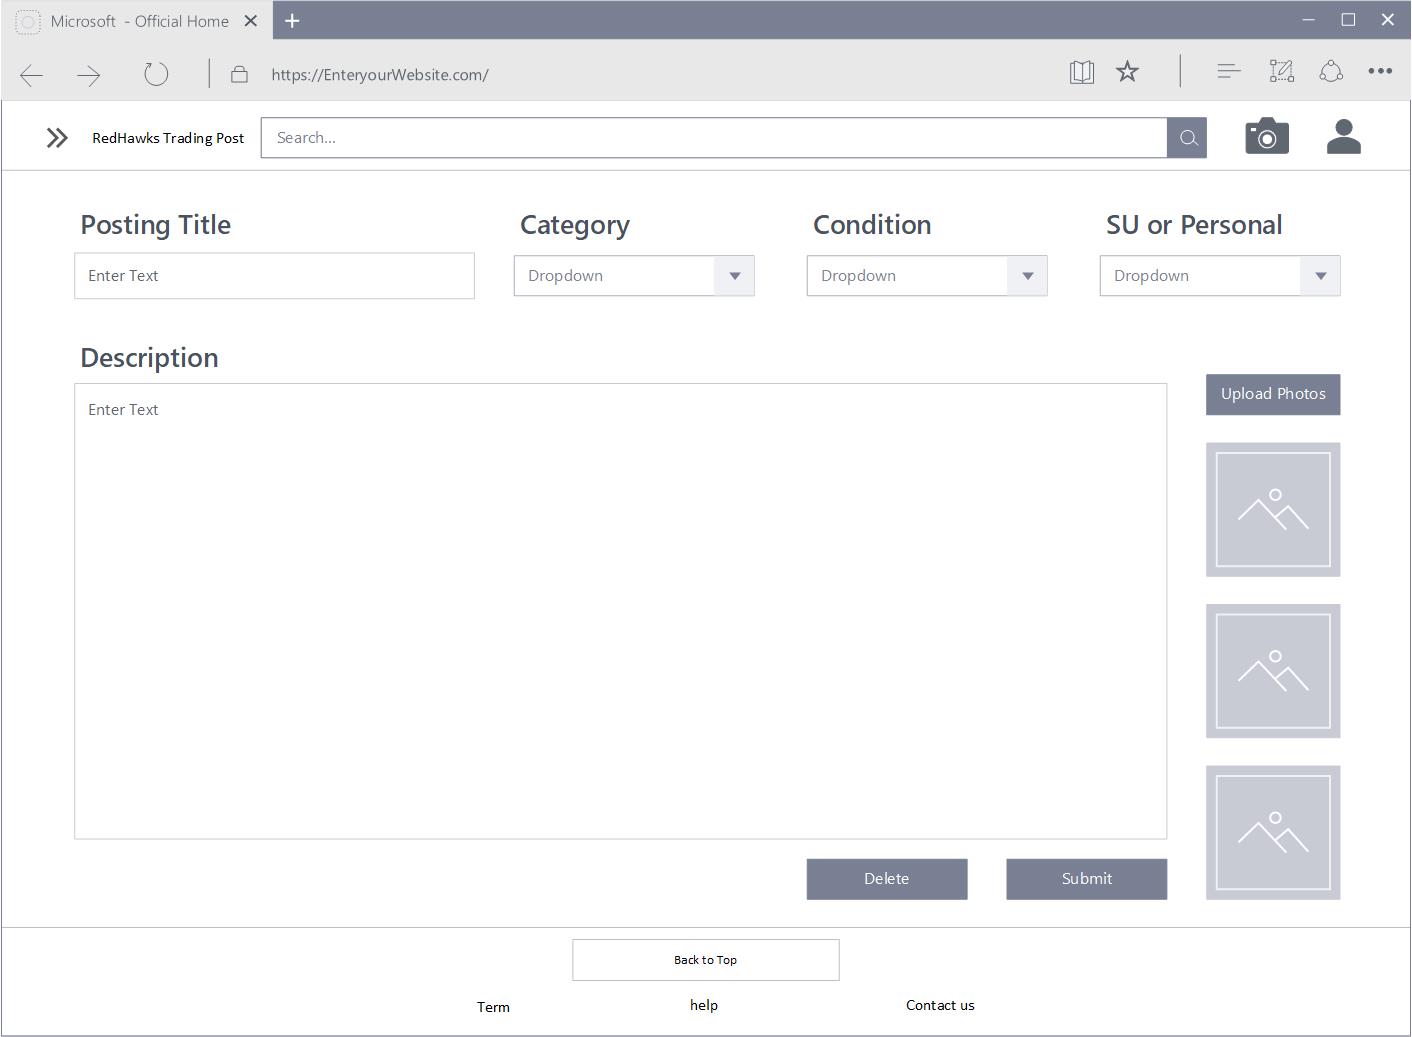 Microsoft - Official Home
https://EnteryourWebsite.com/
RedHawks Trading Post
Search...
Posting Title
Category
Condition
SU or Personal
Enter Text
Dropdown
Dropdown
Dropdown
Description
Enter Text
Upload Photos
Delete
Submit
Back to Top
Term
help
Contact us